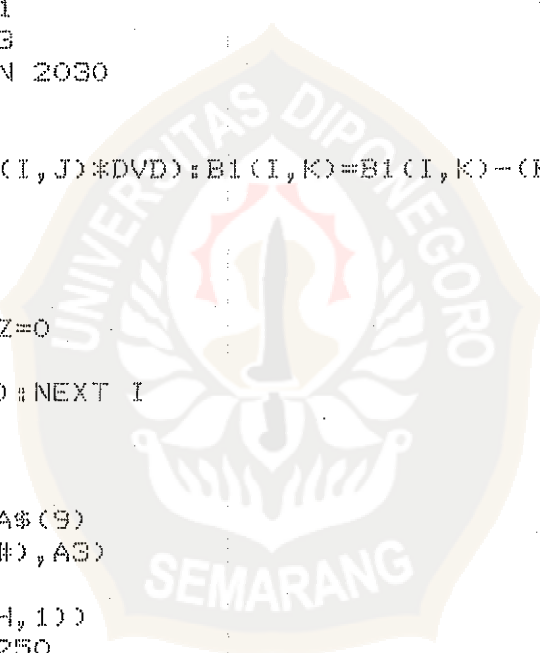 1
3
N 2030
(I,J)*DVD):B1(I,K)=B1(I,K)-(
Z=0
):NEXT I
A$(9)
#),A3)
H,1))
250
UNIVERSITAS DIPONEGORO
SEMARANG